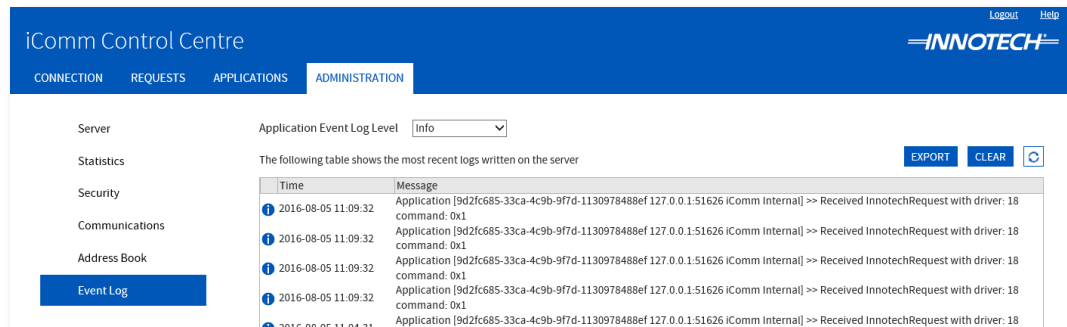 Logout Help
iComm Control Centre
INNOTECH
CONNECTION REQUESTS APPLICATIONS ADMINISTRATION
Server
Statistics
Security
Communications
Address Book
Event Log
Application Event Log Level Info
The following table shows the most recent logs written on the server
EXPORT CLEAR
Time Message
2016-08-05 11:09:32 Application [9d2fc685-33ca-4c9b-9f7d-1130978488ef 127.0.0.1:51626 iComm Internal] >> Received InnotechRequest with driver: 18
command: 0x1
2016-08-05 11:09:32 Application [9d2fc685-33ca-4c9b-9f7d-1130978488ef 127.0.0.1:51626 iComm Internal] >> Received InnotechRequest with driver: 18
command: 0x1
2016-08-05 11:09:32 Application [9d2fc685-33ca-4c9b-9f7d-1130978488ef 127.0.0.1:51626 iComm Internal] >> Received InnotechRequest with driver: 18
command: 0x1
2016-08-05 11:09:32 Application [9d2fc685-33ca-4c9b-9f7d-1130978488ef 127.0.0.1:51626 iComm Internal] >> Received InnotechRequest with driver: 18
command: 0x1
2016-08-05 11:04:31 Application [9d2fc685-33ca-4c9b-9f7d-1130978488ef 127.0.0.1:51626 iComm Internal] >> Received InnotechRequest with driver: 18